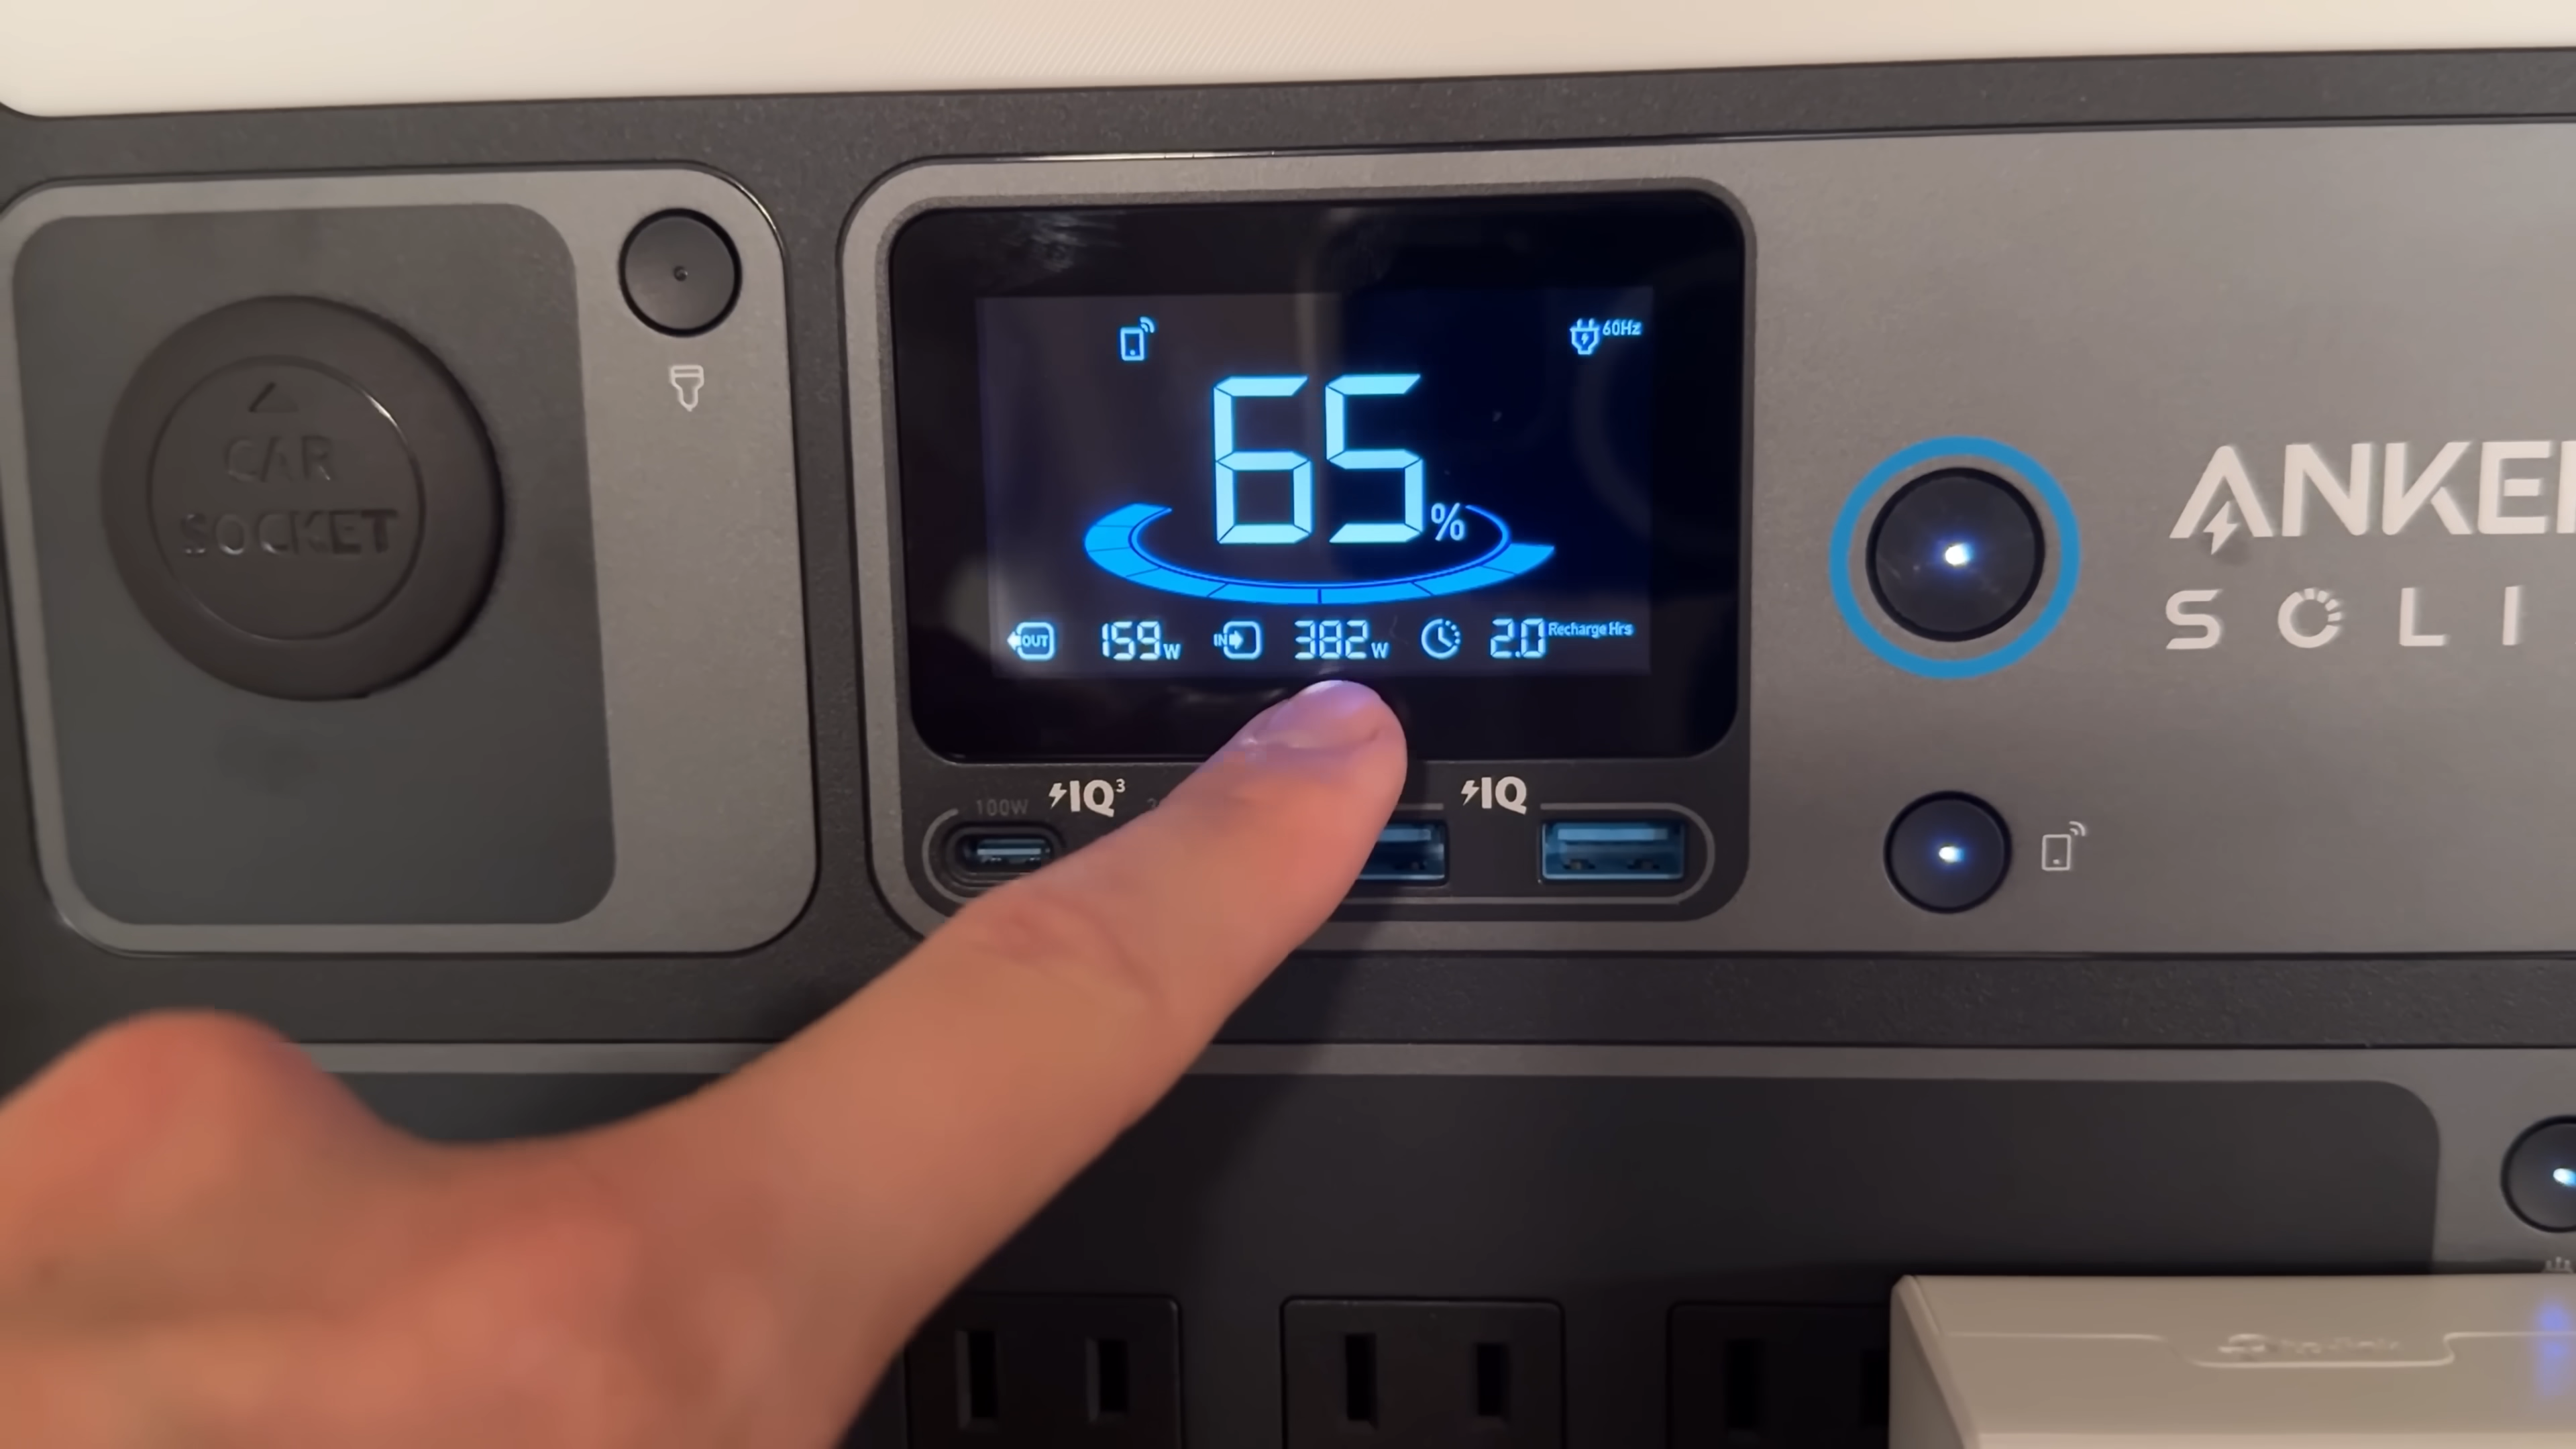 60Hz
65%
OUT 159W IN 382W 2.0 Recharge Hrs
CAR
SOCKET
ANKE
SOLI
100W IQ3
IQ